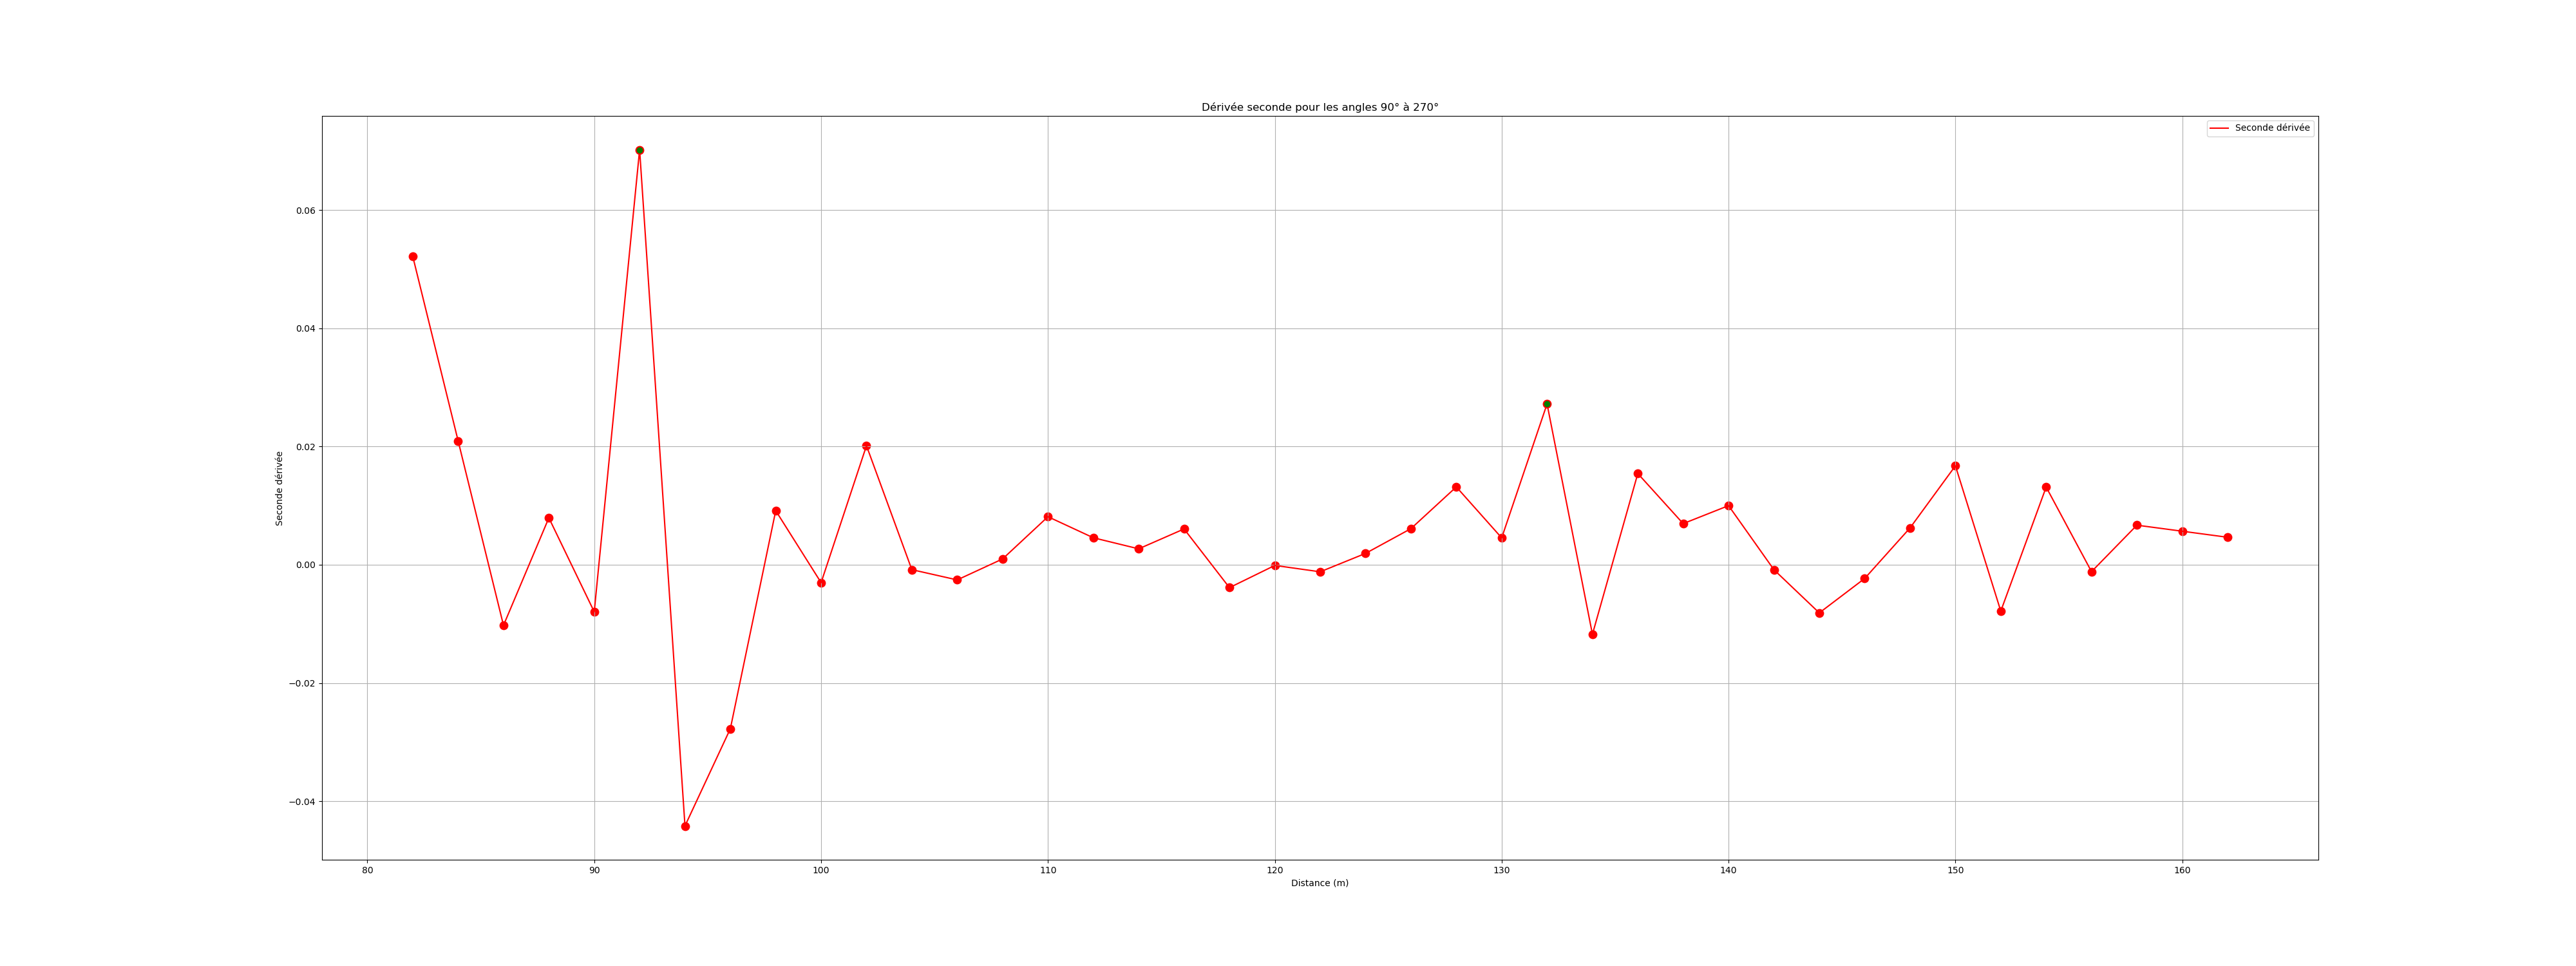 Dérivée seconde pour les angles 90° à 270°
Seconde dérivée
0.06
0.04
0.02
0.00
−0.02
−0.04
Seconde dérivée
80 90 100 110 120 130 140 150 160
Distance (m)